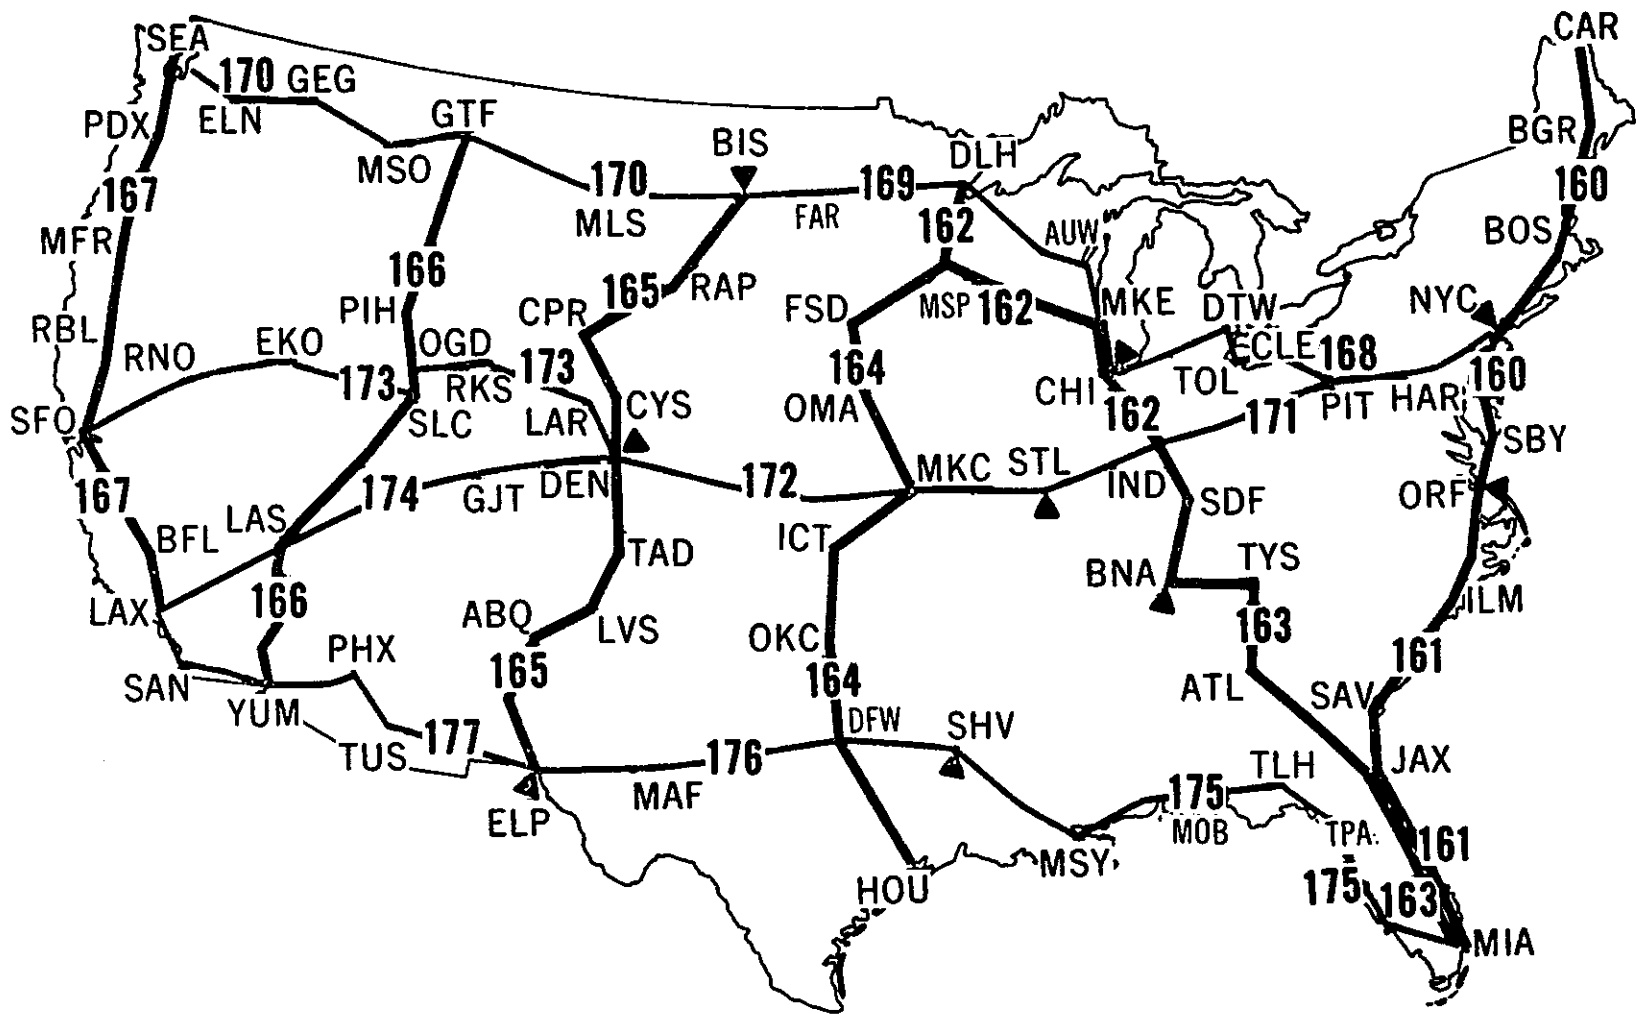 CAR
SEA
170 GEG
ELN
PDX
GTF
BGR
BIS
DLH
MSO
170
169
160
167
MLS
FAR
162
AUW
BOS
MFR
166
165
RAP
PIH
CPR
FSD
MSP 162
MKE
DTW
NYC
RBL
RNO
EKO
OGD
173
CLE 168
173
RKS
164
TOL
160
CHI
PIT
HAR
SFO
SLC
LAR
CYS
OMA
162
171
SBY
167
174
GJT
DEN
172
MKC
STL
IND
SDF
ORF
LAS
BFL
TAD
ICT
TYS
BNA
LAX
166
ABQ
LVS
OKC
163
ILM
PHX
161
SAN
165
164
ATL
SAV
YUM
DFW
SHV
TUS
177
176
MAF
TLH
JAX
175
MOB
ELP
TPA
161
MSY
HOU
175
163
MIA